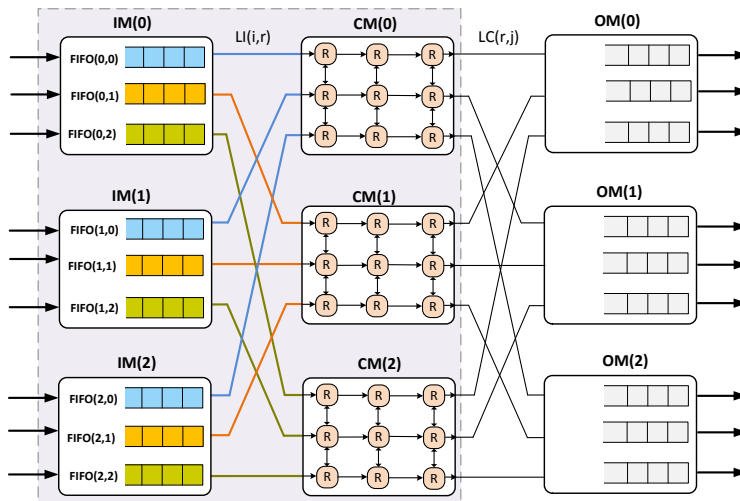 IM(0) CM(0) OM(0)
LI(i,r) LC(r,j)
FIFO(0,0) R R R
FIFO(0,1) R R R
FIFO(0,2) R R R
IM(1) CM(1) OM(1)
FIFO(1,0) R R R
FIFO(1,1) R R R
FIFO(1,2) R R R
IM(2) CM(2) OM(2)
FIFO(2,0) R R R
FIFO(2,1) R R R
FIFO(2,2) R R R